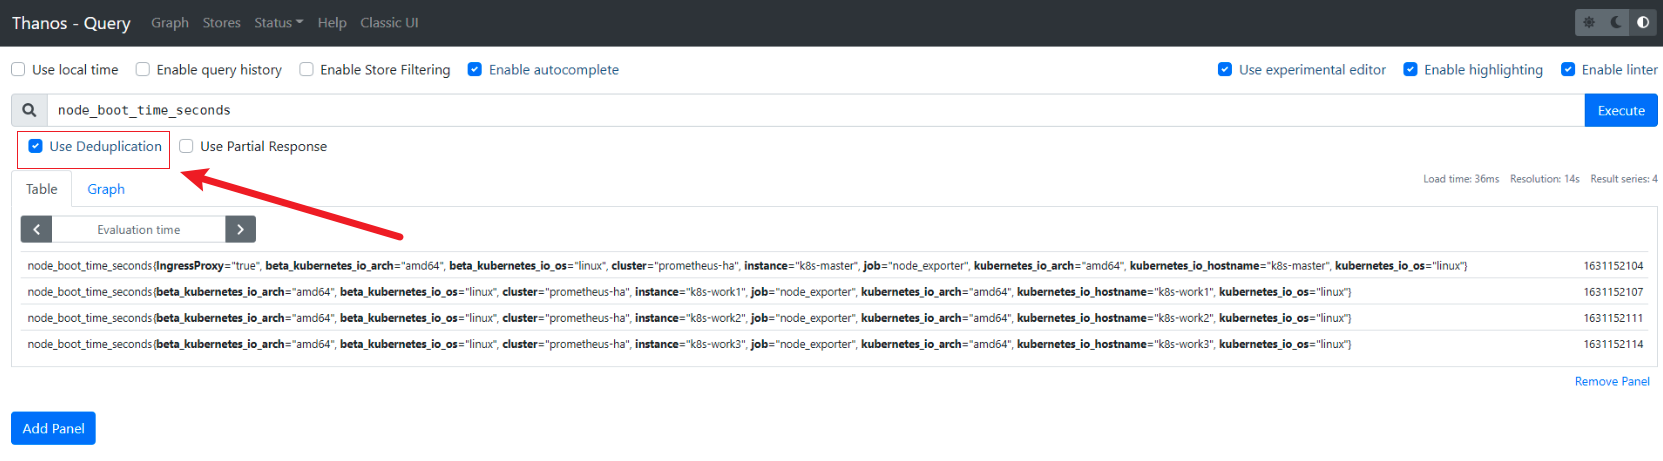 Thanos - Query Graph Stores Status Help Classic UI
Use local time Enable query history Enable Store Filtering Enable autocomplete Use experimental editor Enable highlighting Enable linter
node_boot_time_seconds Execute
Use Deduplication Use Partial Response
Table Graph Load time: 36ms Resolution: 14s Result series: 4
Evaluation time
node_boot_time_seconds{IngressProxy="true", beta_kubernetes_io_arch="amd64", beta_kubernetes_io_os="linux", cluster="prometheus-ha", instance="k8s-master", job="node_exporter", kubernetes_io_arch="amd64", kubernetes_io_hostname="k8s-master", kubernetes_io_os="linux"} 1631152104
node_boot_time_seconds{beta_kubernetes_io_arch="amd64", beta_kubernetes_io_os="linux", cluster="prometheus-ha", instance="k8s-work1", job="node_exporter", kubernetes_io_arch="amd64", kubernetes_io_hostname="k8s-work1", kubernetes_io_os="linux"} 1631152107
node_boot_time_seconds{beta_kubernetes_io_arch="amd64", beta_kubernetes_io_os="linux", cluster="prometheus-ha", instance="k8s-work2", job="node_exporter", kubernetes_io_arch="amd64", kubernetes_io_hostname="k8s-work2", kubernetes_io_os="linux"} 1631152111
node_boot_time_seconds{beta_kubernetes_io_arch="amd64", beta_kubernetes_io_os="linux", cluster="prometheus-ha", instance="k8s-work3", job="node_exporter", kubernetes_io_arch="amd64", kubernetes_io_hostname="k8s-work3", kubernetes_io_os="linux"} 1631152114
Remove Panel
Add Panel